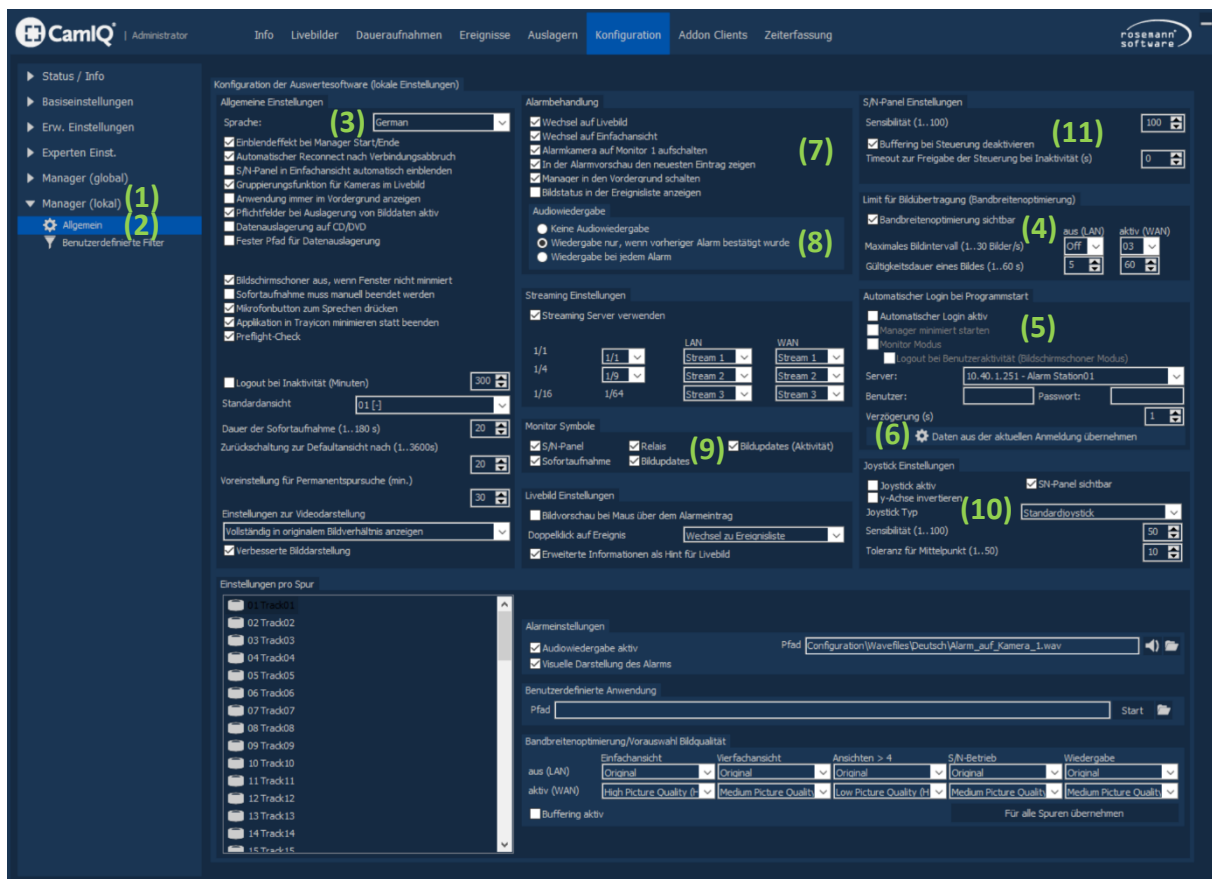 CamIQ | Administrator
Info Livebilder Daueraufnahmen Ereignisse Auslagern Konfiguration Addon Clients Zeiterfassung
rosemann software
Status / Info
Basiseinstellungen
Erw. Einstellungen
Experten Einst.
Manager (global)
Manager (lokal) (1)
Allgemein (2)
Benutzerdefinierte Filter
Konfiguration der Auswertesoftware (lokale Einstellungen)
Allgemeine Einstellungen
Sprache: (3) German
Einblendeffekt bei Manager Start/Ende
Automatischer Reconnect nach Verbindungsabbruch
S/N-Panel in Einfachansicht automatisch einblenden
Gruppierungsfunktion für Kameras im Livebild
Anwendung immer im Vordergrund anzeigen
Pflichtfelder bei Auslagerung von Bilddaten aktiv
Datenauslagerung auf CD/DVD
Fester Pfad für Datenauslagerung
Bildschirmschoner aus, wenn Fenster nicht minmiert
Sofortaufnahme muss manuell beendet werden
Mikrofonbutton zum Sprechen drücken
Applikation in Trayicon minimieren statt beenden
Preflight-Check
Logout bei Inaktivität (Minuten) 300
Standardansicht 01 [-]
Dauer der Sofortaufnahme (1..180 s) 20
Zurückschaltung zur Defaultansicht nach (1..3600s)
20
Voreinstellung für Permanentspursuche (min.)
30
Einstellungen zur Videodarstellung
Vollständig in originalem Bildverhältnis anzeigen
Verbesserte Bilddarstellung
Alarmbehandlung
Wechsel auf Livebild
Wechsel auf Einfachansicht
Alarmkamera auf Monitor 1 aufschalten
In der Alarmvorschau den neuesten Eintrag zeigen (7)
Manager in den Vordergrund schalten
Bildstatus in der Ereignisliste anzeigen
Audiowiedergabe
Keine Audiowiedergabe
Wiedergabe nur, wenn vorheriger Alarm bestätigt wurde (8)
Wiedergabe bei jedem Alarm
Streaming Einstellungen
Streaming Server verwenden
LAN WAN
1/1 1/1 Stream 1 Stream 1
1/4 1/9 Stream 2 Stream 2
1/16 1/64 Stream 3 Stream 3
Monitor Symbole
S/N-Panel Relais Bildupdates (Aktivität)
Sofortaufnahme Bildupdates (9)
Livebild Einstellungen
Bildvorschau bei Maus über dem Alarmeintrag
Doppelklick auf Ereignis Wechsel zu Ereignisliste
Erweiterte Informationen als Hint für Livebild
S/N-Panel Einstellungen
Sensibilität (1..100) (11) 100
Buffering bei Steuerung deaktivieren
Timeout zur Freigabe der Steuerung bei Inaktivität (s) 0
Limit für Bildübertragung (Bandbreitenoptimierung)
Bandbreitenoptimierung sichtbar (4)
aus (LAN) aktiv (WAN)
Maximales Bildintervall (1..30 Bilder/s) Off 03
Gültigkeitsdauer eines Bildes (1..60 s) 5 60
Automatischer Login bei Programmstart
Automatischer Login aktiv
Manager minimiert starten (5)
Monitor Modus
Logout bei Benutzeraktivität (Bildschirmschoner Modus)
Server: 10.40.1.251 - Alarm Station01
Benutzer: Passwort:
Verzögerung (s) 1
(6) Daten aus der aktuellen Anmeldung übernehmen
Joystick Einstellungen
Joystick aktiv SN-Panel sichtbar
y-Achse invertieren (10)
Joystick Typ Standardjoystick
Sensibilität (1..100) 50
Toleranz für Mittelpunkt (1..50) 10
Einstellungen pro Spur
01 Track01
02 Track02
03 Track03
04 Track04
05 Track05
06 Track06
07 Track07
08 Track08
09 Track09
10 Track10
11 Track11
12 Track12
13 Track13
14 Track14
15 Track15
Alarmeinstellungen
Audiowiedergabe aktiv Pfad Configuration\Wavefiles\Deutsch\Alarm_auf_Kamera_1.wav
Visuelle Darstellung des Alarms
Benutzerdefinierte Anwendung
Pfad Start
Bandbreitenoptimierung/Vorauswahl Bildqualität
Einfachansicht Vierfachansicht Ansichten > 4 S/N-Betrieb Wiedergabe
aus (LAN) Original Original Original Original Original
aktiv (WAN) High Picture Quality (H Medium Picture Quality Low Picture Quality (H Medium Picture Quality Medium Picture Quality
Buffering aktiv Für alle Spuren übernehmen